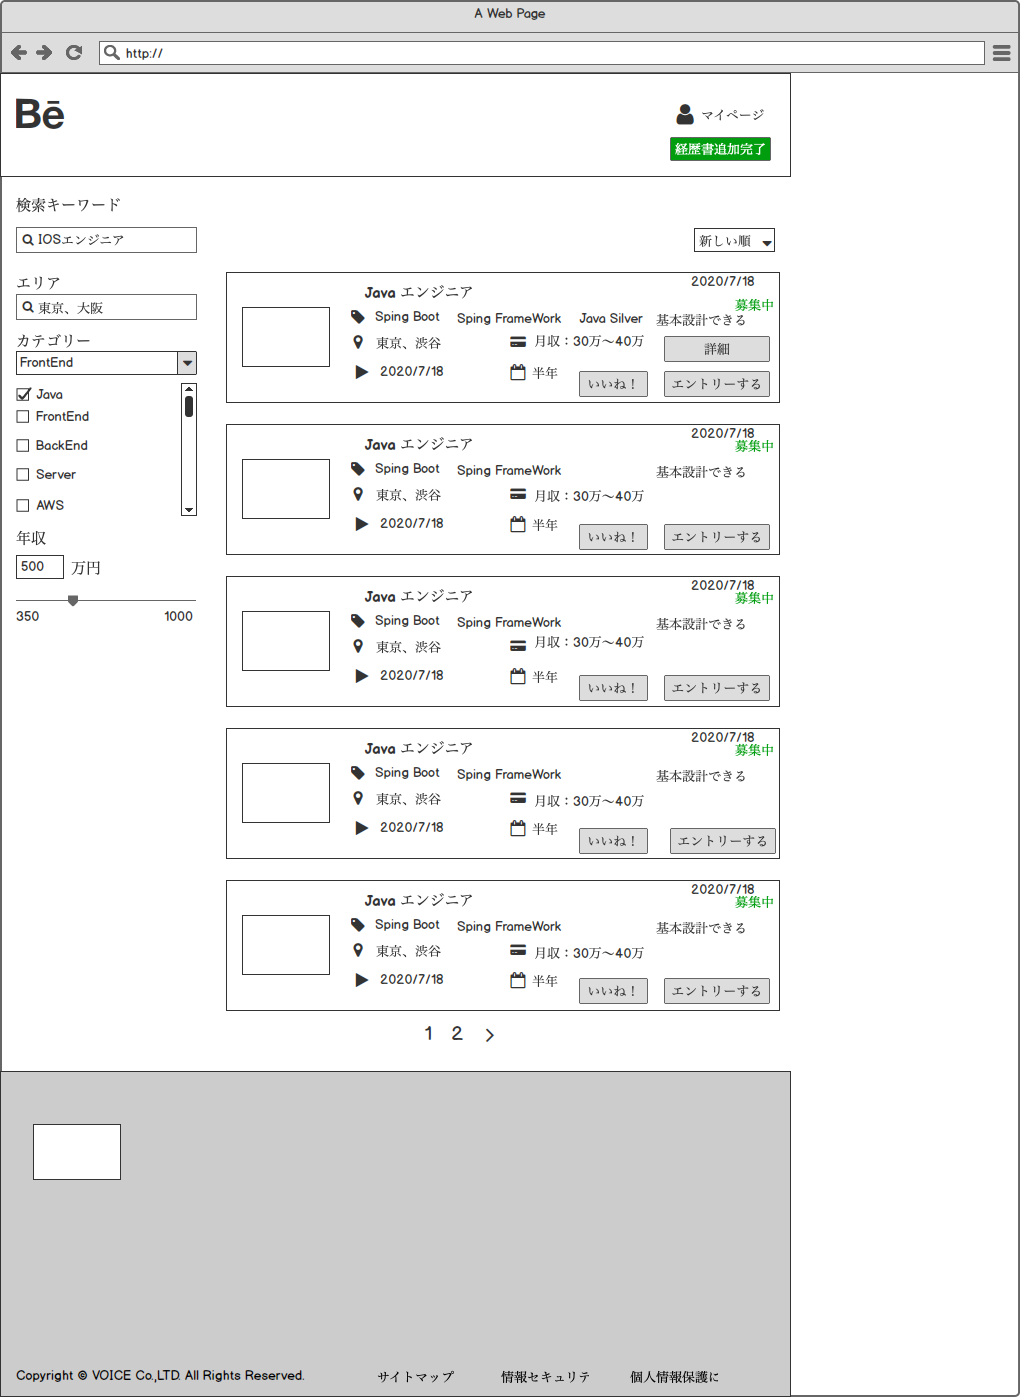 A Web Page
http://
Bē
マイページ
経歴書追加完了
検索キーワード
IOSエンジニア
新しい順
エリア
東京、大阪
カテゴリー
FrontEnd
Java
FrontEnd
BackEnd
Server
AWS
年収
500 万円
350 1000
2020/7/18
Java エンジニア
募集中
Sping Boot Sping FrameWork Java Silver 基本設計できる
東京、渋谷 月収：30万〜40万 詳細
2020/7/18 半年 いいね！ エントリーする
2020/7/18
Java エンジニア 募集中
Sping Boot Sping FrameWork 基本設計できる
東京、渋谷 月収：30万〜40万
2020/7/18 半年 いいね！ エントリーする
2020/7/18
Java エンジニア 募集中
Sping Boot Sping FrameWork 基本設計できる
東京、渋谷 月収：30万〜40万
2020/7/18 半年 いいね！ エントリーする
2020/7/18
Java エンジニア 募集中
Sping Boot Sping FrameWork 基本設計できる
東京、渋谷 月収：30万〜40万
2020/7/18 半年 いいね！ エントリーする
2020/7/18
Java エンジニア 募集中
Sping Boot Sping FrameWork 基本設計できる
東京、渋谷 月収：30万〜40万
2020/7/18 半年 いいね！ エントリーする
1 2
Copyright © VOICE Co.,LTD. All Rights Reserved. サイトマップ 情報セキュリテ 個人情報保護に